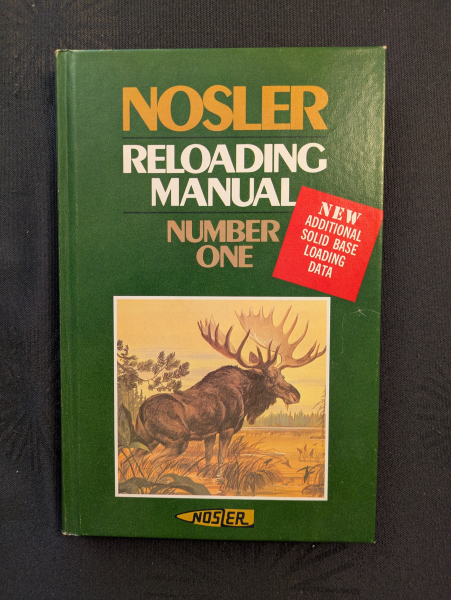 NOSLER
RELOADING
MANUAL
NUMBER
ONE
NEW
ADDITIONAL
SOLID BASE
LOADING
DATA
NOSLER